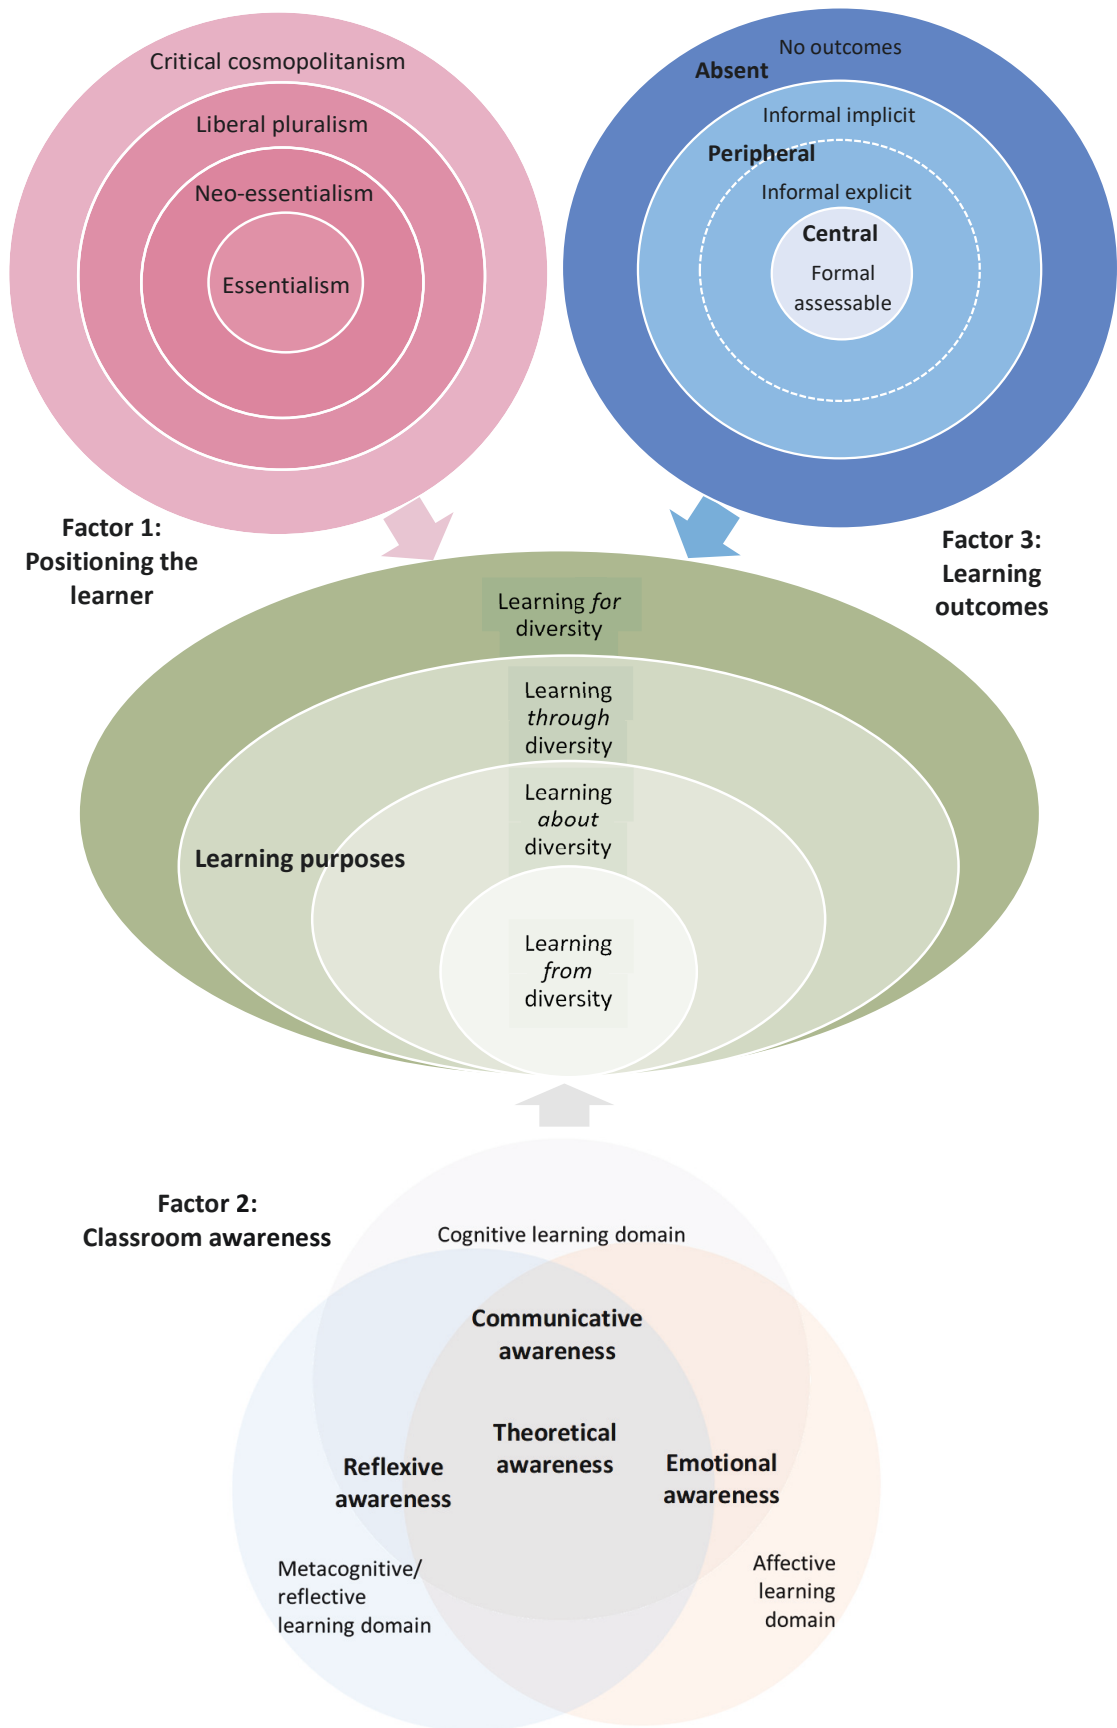 Critical cosmopolitanism
Liberal pluralism
Neo-essentialism
Essentialism
No outcomes
Absent
Informal implicit
Peripheral
Informal explicit
Central
Formal
assessable
Factor 1:
Positioning the
learner
Factor 3:
Learning
outcomes
Learning for
diversity
Learning
through
diversity
Learning
about
diversity
Learning purposes
Learning
from
diversity
Factor 2:
Classroom awareness
Cognitive learning domain
Communicative
awareness
Theoretical
awareness
Reflexive
awareness
Emotional
awareness
Metacognitive/
reflective
learning domain
Affective
learning
domain